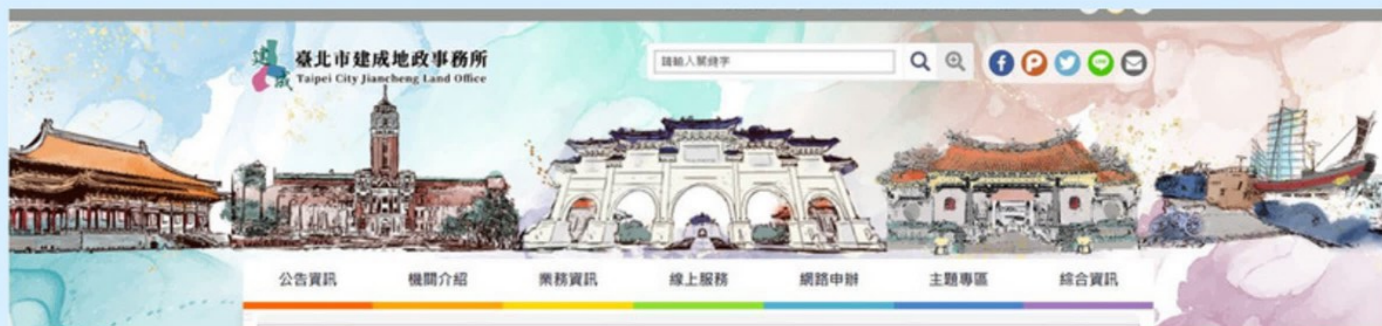 臺北市建成地政事務所
Taipei City Jiancheng Land Office
請輸入關鍵字
公告資訊 機關介紹 業務資訊 線上服務 網路申辦 主題專區 綜合資訊